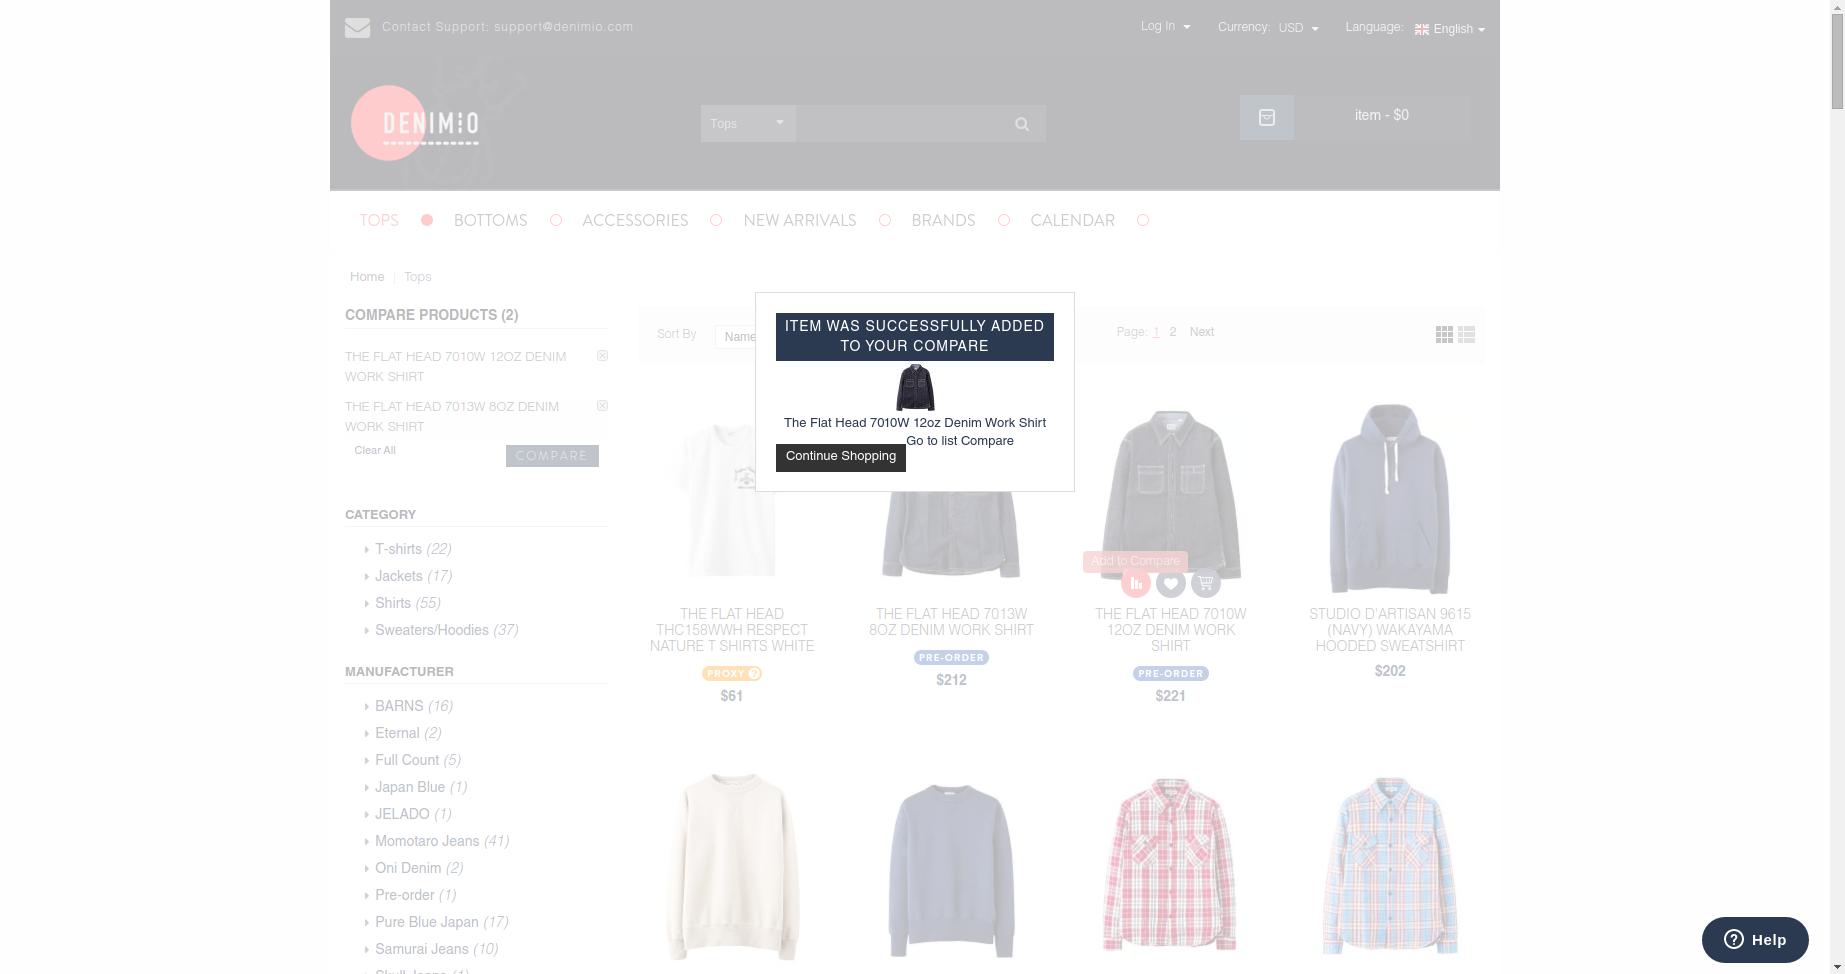 Contact Support: support@denimio.com
Log In
Currency: USD
Language: English
DENIMIO
Tops
item - $0
TOPS
BOTTOMS
ACCESSORIES
NEW ARRIVALS
BRANDS
CALENDAR
Home | Tops
COMPARE PRODUCTS (2)
THE FLAT HEAD 7010W 12OZ DENIM
WORK SHIRT
THE FLAT HEAD 7013W 8OZ DENIM
WORK SHIRT
Clear All
COMPARE
CATEGORY
T-shirts (22)
Jackets (17)
Shirts (55)
Sweaters/Hoodies (37)
MANUFACTURER
BARNS (16)
Eternal (2)
Full Count (5)
Japan Blue (1)
JELADO (1)
Momotaro Jeans (41)
Oni Denim (2)
Pre-order (1)
Pure Blue Japan (17)
Samurai Jeans (10)
Skull Jeans (1)
Sort By
Name
Page: 1 2 Next
ITEM WAS SUCCESSFULLY ADDED
TO YOUR COMPARE
The Flat Head 7010W 12oz Denim Work Shirt
Go to list Compare
Continue Shopping
Add to Compare
THE FLAT HEAD
THC158WWH RESPECT
NATURE T SHIRTS WHITE
PROXY ?
$61
THE FLAT HEAD 7013W
8OZ DENIM WORK SHIRT
PRE-ORDER
$212
THE FLAT HEAD 7010W
12OZ DENIM WORK
SHIRT
PRE-ORDER
$221
STUDIO D'ARTISAN 9615
(NAVY) WAKAYAMA
HOODED SWEATSHIRT
$202
Help